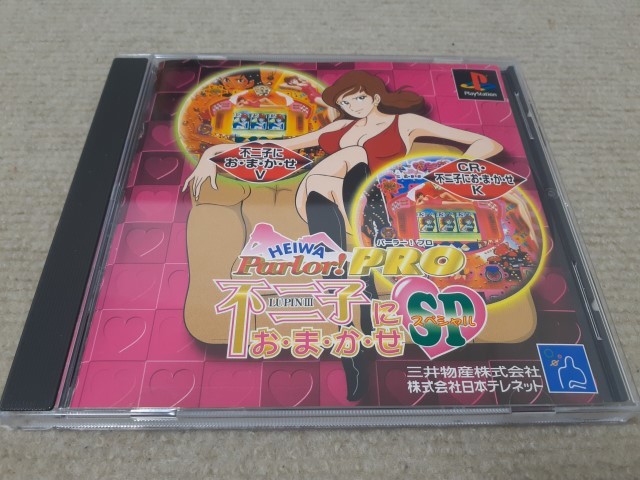 PlayStation
不二子に
お・ま・か・せ
V
CR・
不二子におまかせ
K
HEIWA
パーラー!プロ
Parlor! PRO
LUPIN III
不二子に
お・ま・か・せ
SP
スペシャル
三井物産株式会社
株式会社日本テレネット